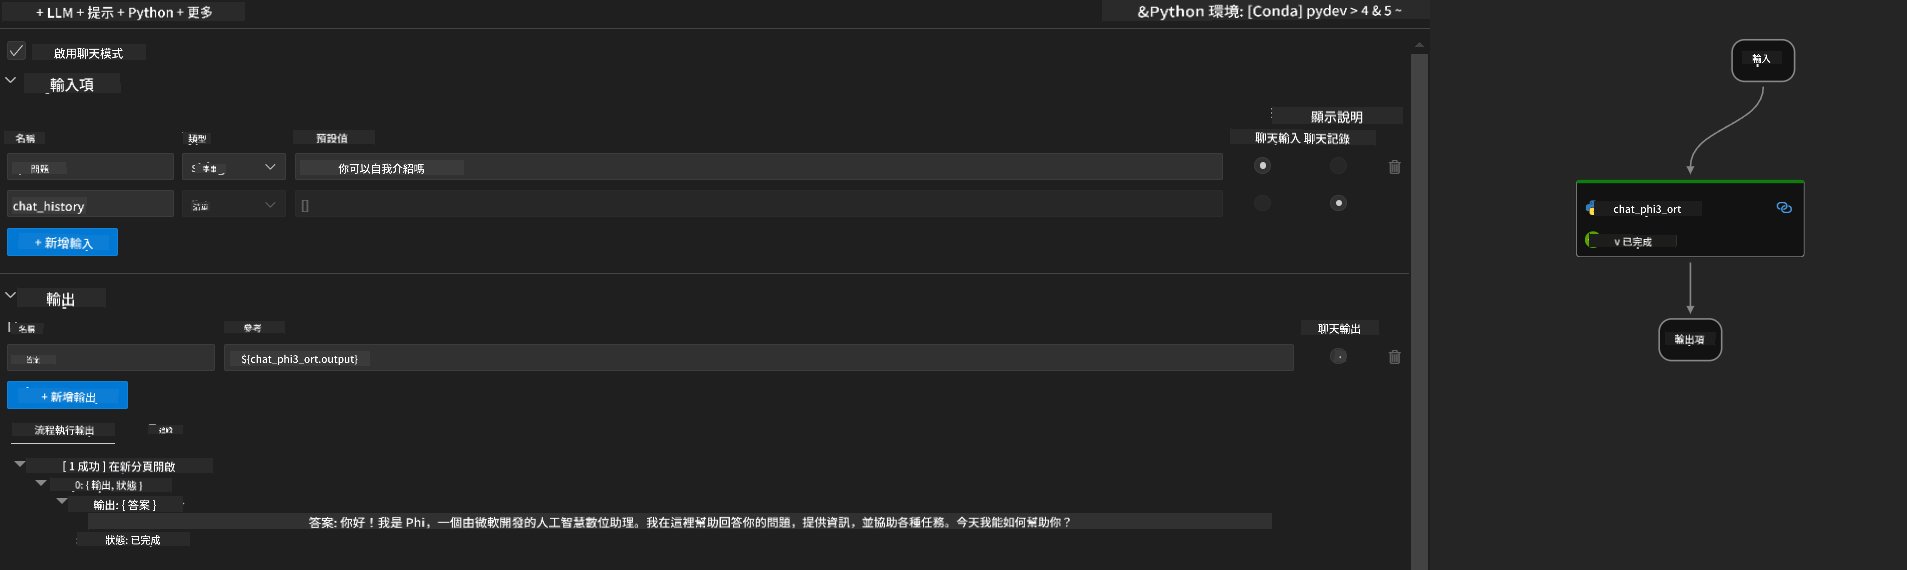 + LLM + 提示 + Python + 更多
&Python 環境: [Conda] pydev > 4 & 5 ~
啟用聊天模式
輸入項
顯示說明
名稱 類型 預設值 聊天輸入 聊天記錄
問題 你可以自我介紹嗎
chat_history []
+ 新增輸入
輸出
名稱 參考 聊天輸出
答案 ${chat_phi3_ort.output}
+ 新增輸出
流程執行輸出
[ 1 成功 ] 在新分頁開啟
0: { 輸出, 狀態 }
輸出: { 答案 }
答案: 你好！我是 Phi，一個由微軟開發的人工智慧數位助理。我在這裡幫助回答你的問題，提供資訊，並協助各種任務。今天我能如何幫助你？
狀態: 已完成
輸入
chat_phi3_ort
v 已完成
輸出項